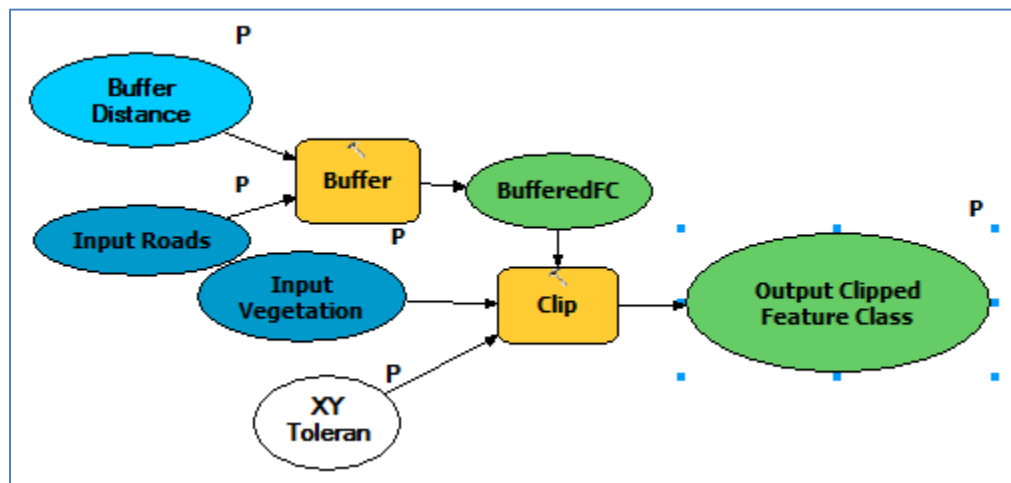 P
Buffer
Distance
Buffer
P
BufferedFC
P
Input Roads
P
Input
Vegetation
Clip
Output Clipped
Feature Class
P
XY
Toleran